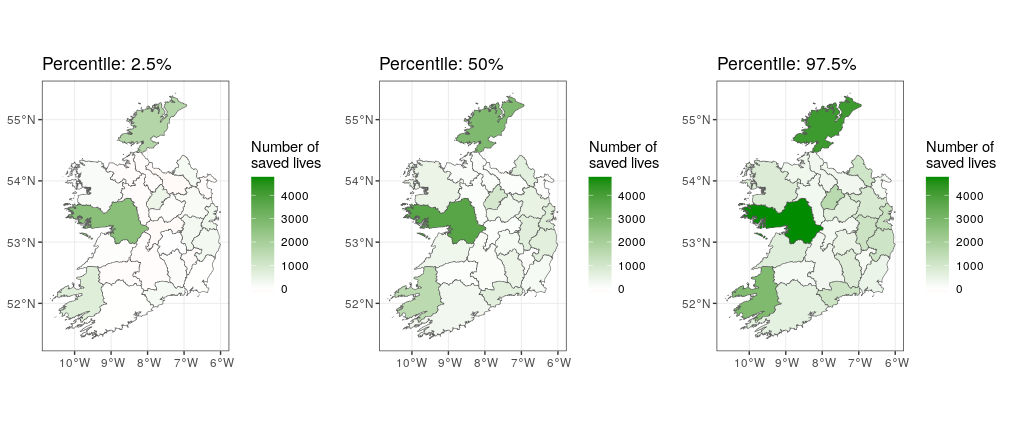 Percentile: 2.5%
55°N
54°N
53°N
52°N
10°W 9°W 8°W 7°W 6°W
Number of
saved lives
4000
3000
2000
1000
0
Percentile: 50%
55°N
54°N
53°N
52°N
10°W 9°W 8°W 7°W 6°W
Number of
saved lives
4000
3000
2000
1000
0
Percentile: 97.5%
55°N
54°N
53°N
52°N
10°W 9°W 8°W 7°W 6°W
Number of
saved lives
4000
3000
2000
1000
0